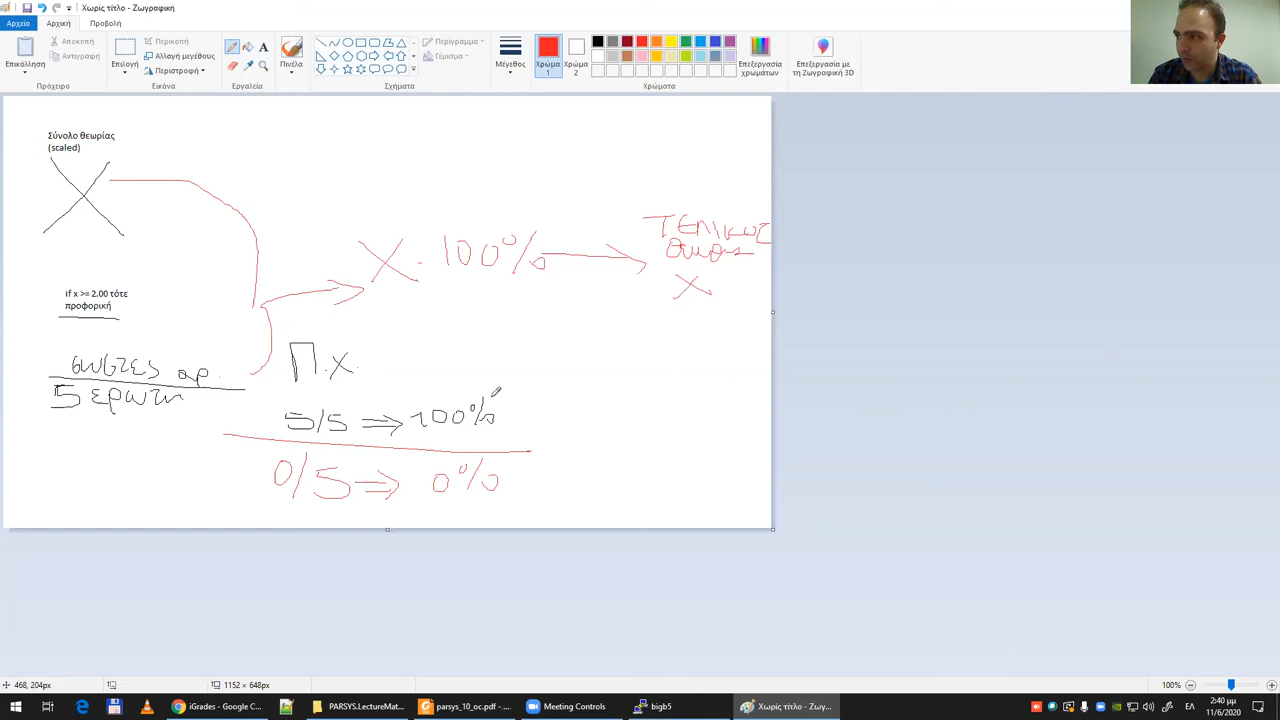 Χωρίς τίτλο - Ζωγραφική
Αρχείο
Αρχική
Προβολή
Επικόλληση
Αποκοπή
Αντιγραφή
Πρόχειρο
Επιλογή
Περικοπή
Αλλαγή μεγέθους
Περιστροφή
Εικόνα
A
Εργαλεία
Πινέλα
Περίγραμμα
Γέμισμα
Σχήματα
Μέγεθος
Χρώμα 1
Χρώμα 2
Χρώματα
Επεξεργασία χρωμάτων
Επεξεργασία με τη Ζωγραφική 3D
Σύνολο θεωρίας
(scaled)
X
X . 100%
ΤΕΛΙΚΟΣ
X
if x >= 2.00 τότε
προφορική
σωστες αρ.
5 ερωτη
Π.Χ.
5/5 ⇒ 100%
0/5 ⇒ 0%
468, 204px
1152 × 648px
100%
iGrades - Google C...
PARSYS.LectureMat...
parsys_10_oc.pdf - ...
Meeting Controls
bigb5
Χωρίς τίτλο - Ζωγ...
2:40 μμ
11/6/2020